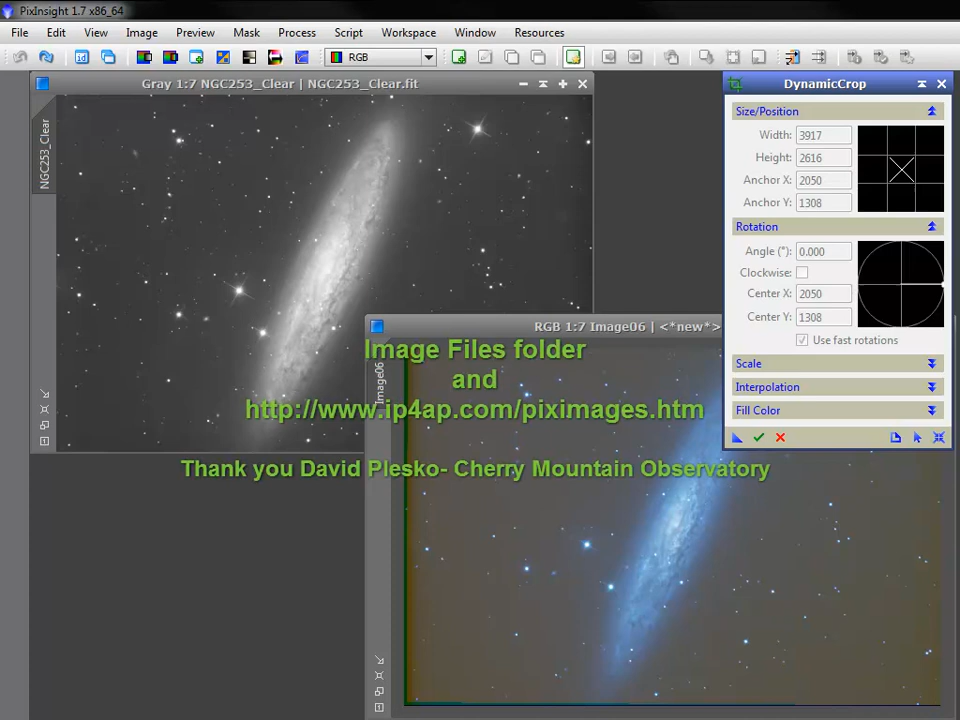 PixInsight 1.7 x86_64
File Edit View Image Preview Mask Process Script Workspace Window Resources
RGB
Gray 1:7 NGC253_Clear | NGC253_Clear.fit
NGC253_Clear
DynamicCrop
Size/Position
Width: 3917
Height: 2616
Anchor X: 2050
Anchor Y: 1308
Rotation
Angle (°): 0.000
Clockwise:
Center X: 2050
Center Y: 1308
Use fast rotations
Scale
Interpolation
Fill Color
RGB 1:7 Image06 | <*new*>
Image06
Image Files folder
and
http://www.ip4ap.com/piximages.htm
Thank you David Plesko- Cherry Mountain Observatory